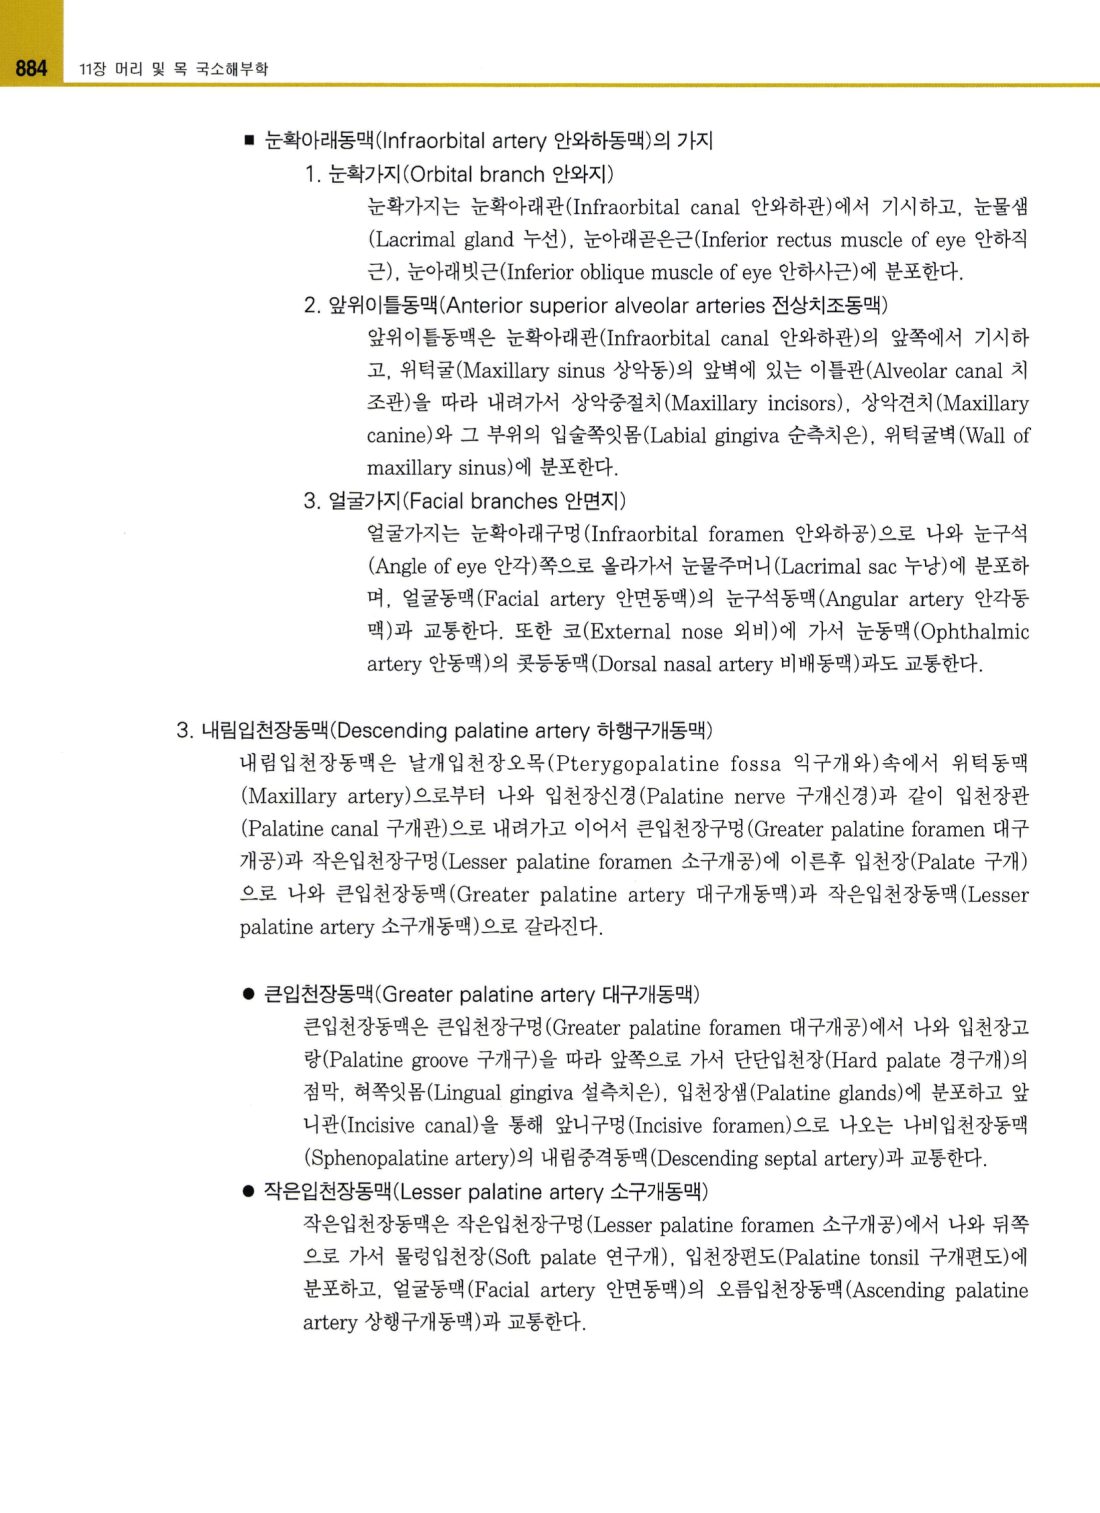 884 11장 머리 및 목 국소해부학
■ 눈확아래동맥(Infraorbital artery 안와하동맥)의 가지
1. 눈확가지(Orbital branch 안와지)
눈확가지는 눈확아래관(Infraorbital canal 안와하관)에서 기시하고, 눈물샘
(Lacrimal gland 누선), 눈아래곧은근(Inferior rectus muscle of eye 안하직
근), 눈아래빗근(Inferior oblique muscle of eye 안하사근)에 분포한다.
2. 앞위이틀동맥(Anterior superior alveolar arteries 전상치조동맥)
앞위이틀동맥은 눈확아래관(Infraorbital canal 안와하관)의 앞쪽에서 기시하
고, 위턱굴(Maxillary sinus 상악동)의 앞벽에 있는 이틀관(Alveolar canal 치
조관)을 따라 내려가서 상악중절치(Maxillary incisors), 상악견치(Maxillary
canine)와 그 부위의 입술쪽잇몸(Labial gingiva 순측치은), 위턱굴벽(Wall of
maxillary sinus)에 분포한다.
3. 얼굴가지(Facial branches 안면지)
얼굴가지는 눈확아래구멍(Infraorbital foramen 안와하공)으로 나와 눈구석
(Angle of eye 안각)쪽으로 올라가서 눈물주머니(Lacrimal sac 누낭)에 분포하
며, 얼굴동맥(Facial artery 안면동맥)의 눈구석동맥(Angular artery 안각동
맥)과 교통한다. 또한 코(External nose 외비)에 가서 눈동맥(Ophthalmic
artery 안동맥)의 콧등동맥(Dorsal nasal artery 비배동맥)과도 교통한다.
3. 내림입천장동맥(Descending palatine artery 하행구개동맥)
내림입천장동맥은 날개입천장오목(Pterygopalatine fossa 익구개와)속에서 위턱동맥
(Maxillary artery)으로부터 나와 입천장신경(Palatine nerve 구개신경)과 같이 입천장관
(Palatine canal 구개관)으로 내려가고 이어서 큰입천장구멍(Greater palatine foramen 대구
개공)과 작은입천장구멍(Lesser palatine foramen 소구개공)에 이른후 입천장(Palate 구개)
으로 나와 큰입천장동맥(Greater palatine artery 대구개동맥)과 작은입천장동맥(Lesser
palatine artery 소구개동맥)으로 갈라진다.
● 큰입천장동맥(Greater palatine artery 대구개동맥)
큰입천장동맥은 큰입천장구멍(Greater palatine foramen 대구개공)에서 나와 입천장고
랑(Palatine groove 구개구)을 따라 앞쪽으로 가서 단단입천장(Hard palate 경구개)의
점막, 혀쪽잇몸(Lingual gingiva 설측치은), 입천장샘(Palatine glands)에 분포하고 앞
니관(Incisive canal)을 통해 앞니구멍(Incisive foramen)으로 나오는 나비입천장동맥
(Sphenopalatine artery)의 내림중격동맥(Descending septal artery)과 교통한다.
● 작은입천장동맥(Lesser palatine artery 소구개동맥)
작은입천장동맥은 작은입천장구멍(Lesser palatine foramen 소구개공)에서 나와 뒤쪽
으로 가서 물렁입천장(Soft palate 연구개), 입천장편도(Palatine tonsil 구개편도)에
분포하고, 얼굴동맥(Facial artery 안면동맥)의 오름입천장동맥(Ascending palatine
artery 상행구개동맥)과 교통한다.